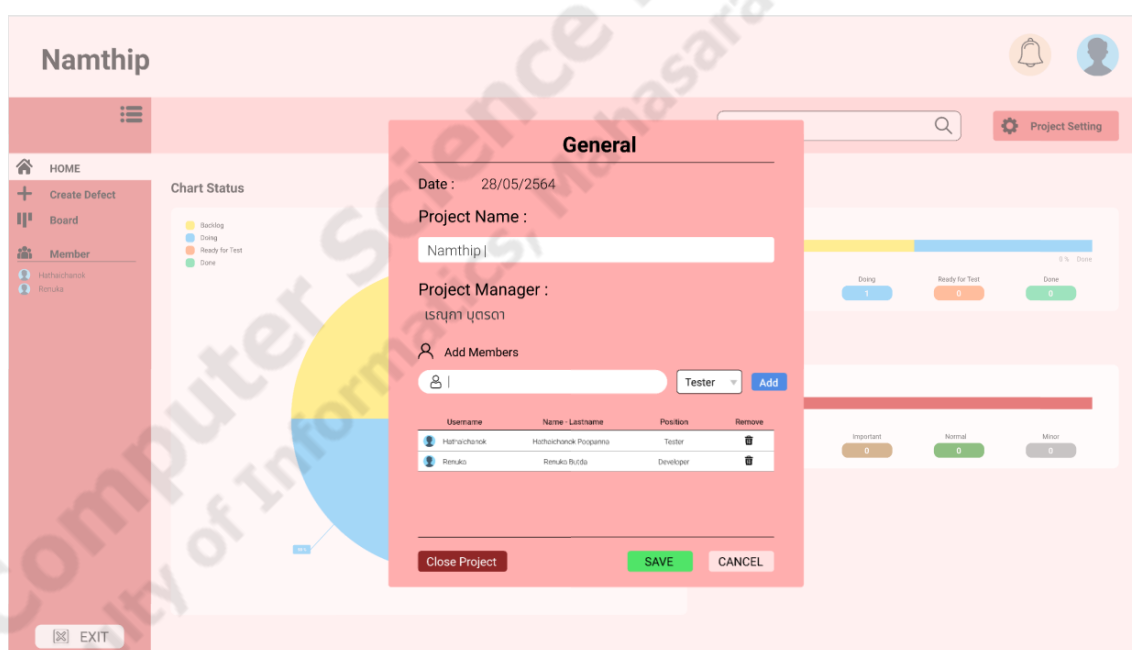 Computer Science
Faculty of Informatics, Mahasara
Namthip
Project Setting
HOME
Create Defect
Board
Member
Hathaichanok
Renuka
EXIT
Chart Status
Backlog
Doing
Ready for Test
Done
0 % Done
Doing
Ready for Test
Done
1
0
0
Important
Normal
Minor
0
0
0
General
Date : 28/05/2564
Project Name :
Namthip
Project Manager :
เรณุกา บุตรดา
Add Members
Tester
Add
Username Name - Lastname Position Remove
Hathaichanok Hathaichanok Poopanna Tester
Renuka Renuka Butda Developer
Close Project
SAVE
CANCEL